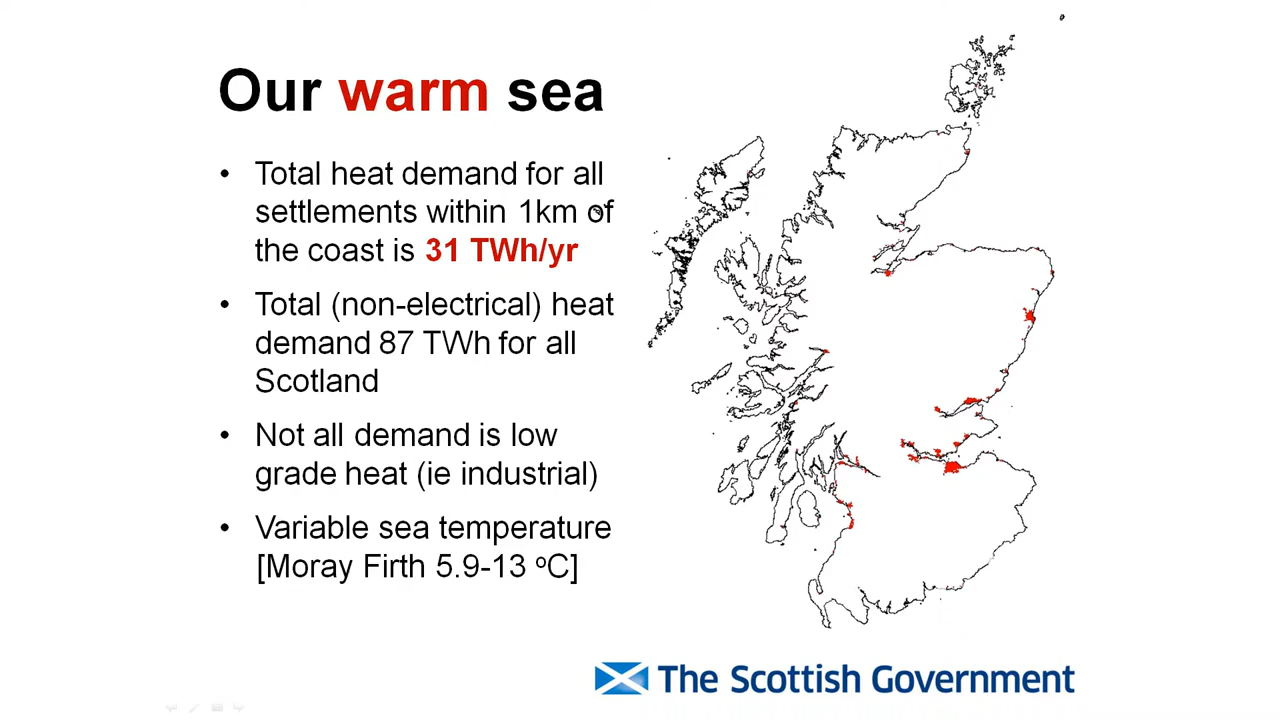 Our warm sea
• Total heat demand for all
settlements within 1km of
the coast is 31 TWh/yr
• Total (non-electrical) heat
demand 87 TWh for all
Scotland
• Not all demand is low
grade heat (ie industrial)
• Variable sea temperature
[Moray Firth 5.9-13 ºC]
The Scottish Government